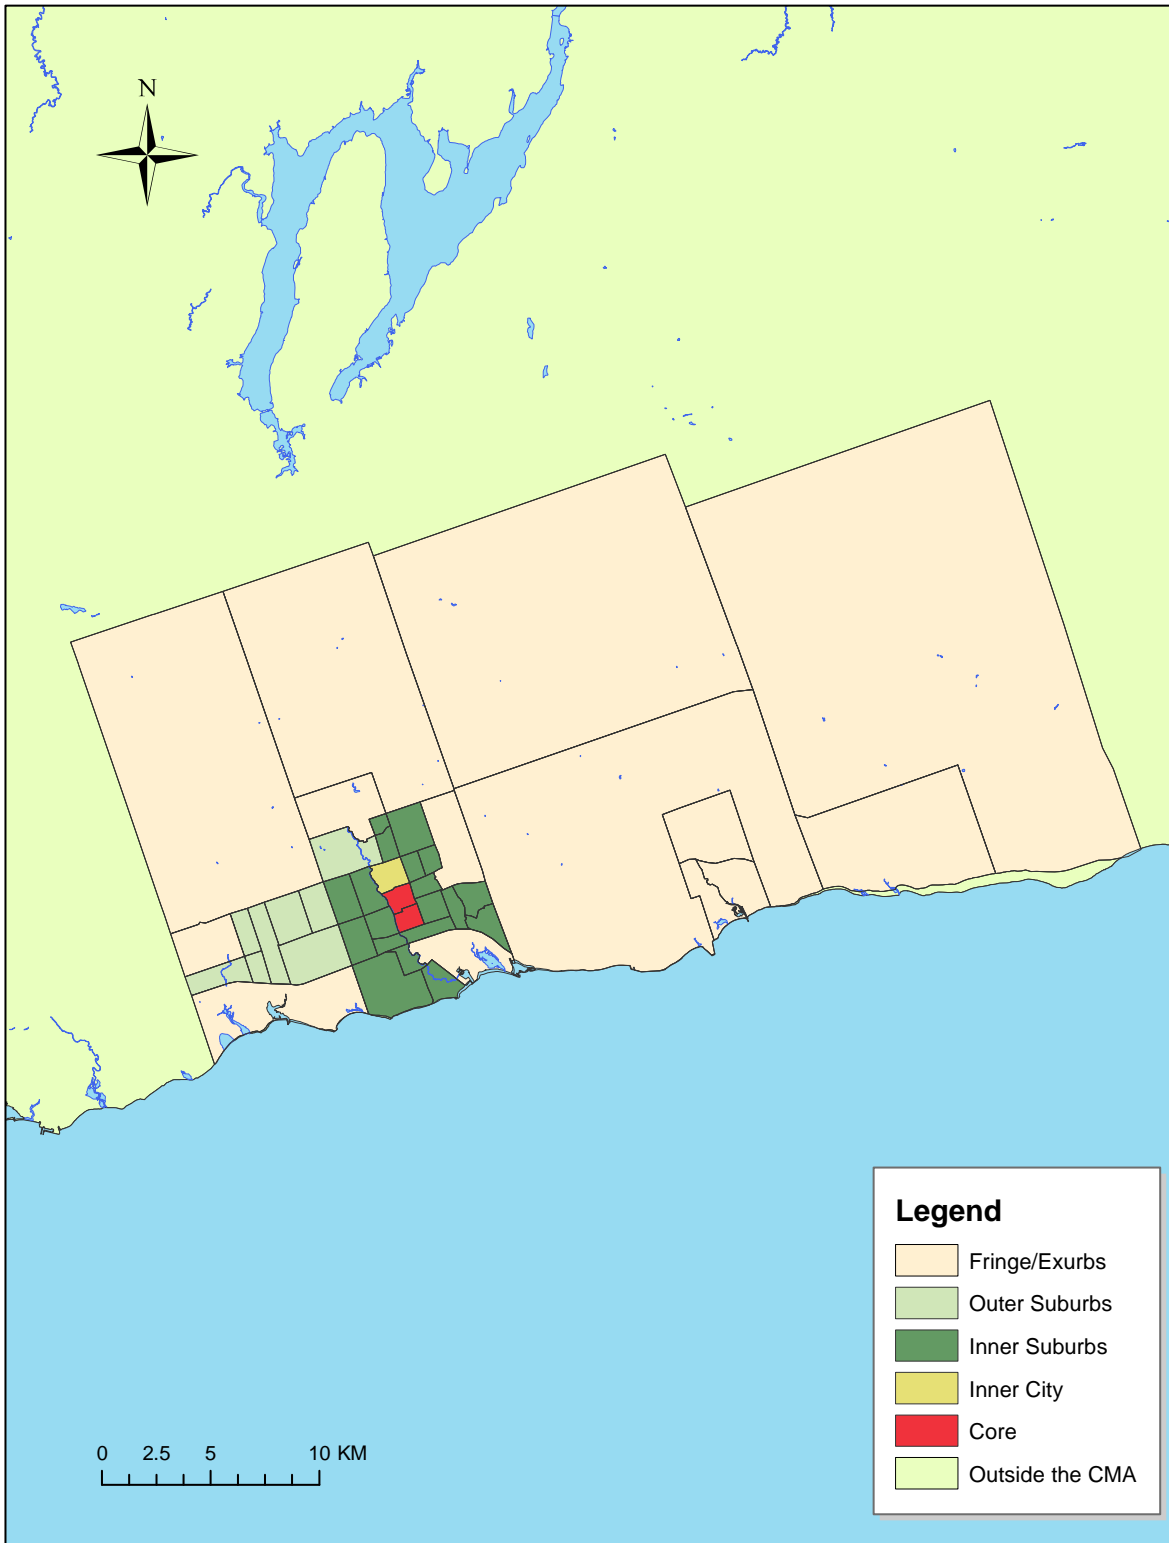 N
Legend
Fringe/Exurbs
Outer Suburbs
Inner Suburbs
Inner City
Core
Outside the CMA
0 2.5 5 10 KM